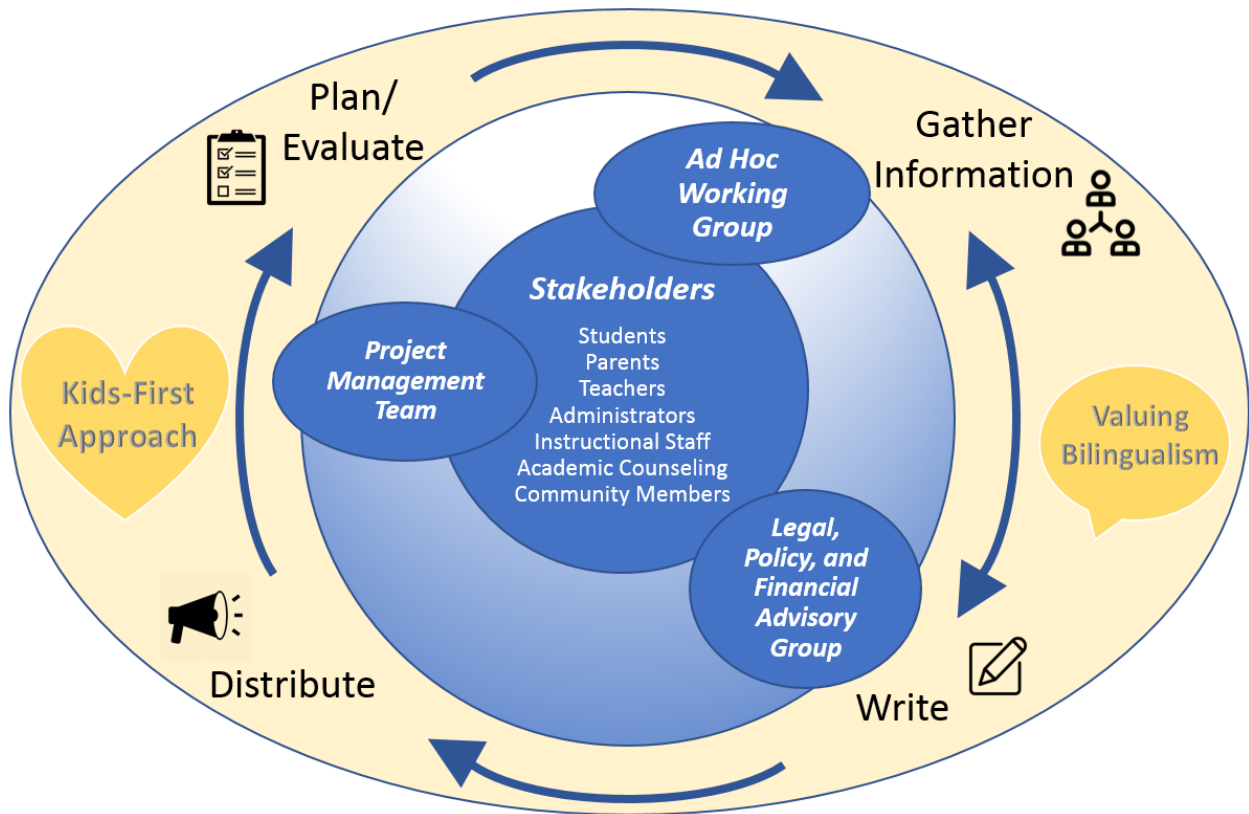 Plan/
Evaluate
Gather
Information
Ad Hoc
Working
Group
Stakeholders
Students
Parents
Teachers
Administrators
Instructional Staff
Academic Counseling
Community Members
Project
Management
Team
Kids-First
Approach
Valuing
Bilingualism
Legal,
Policy, and
Financial
Advisory
Group
Distribute
Write